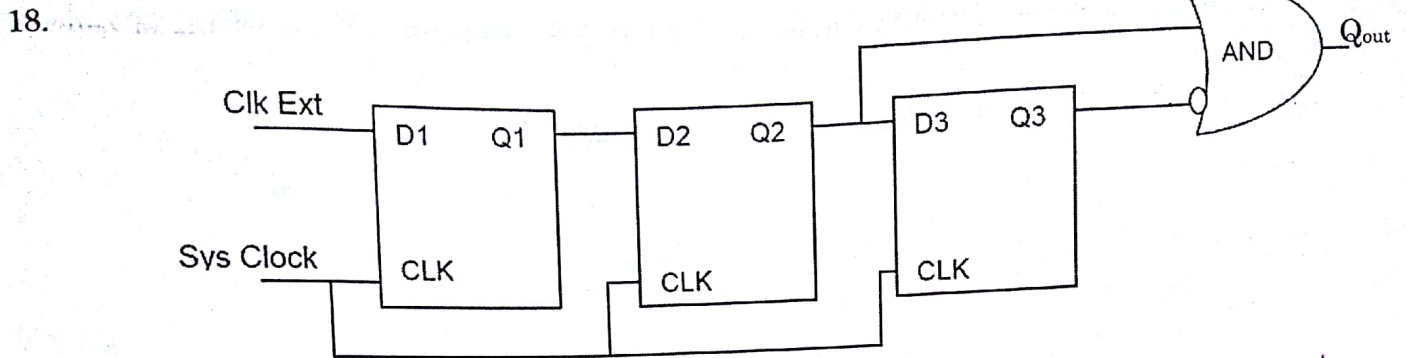 18.
AND
Qout
Clk Ext
D1 Q1
D2 Q2
D3 Q3
Sys Clock
CLK
CLK
CLK